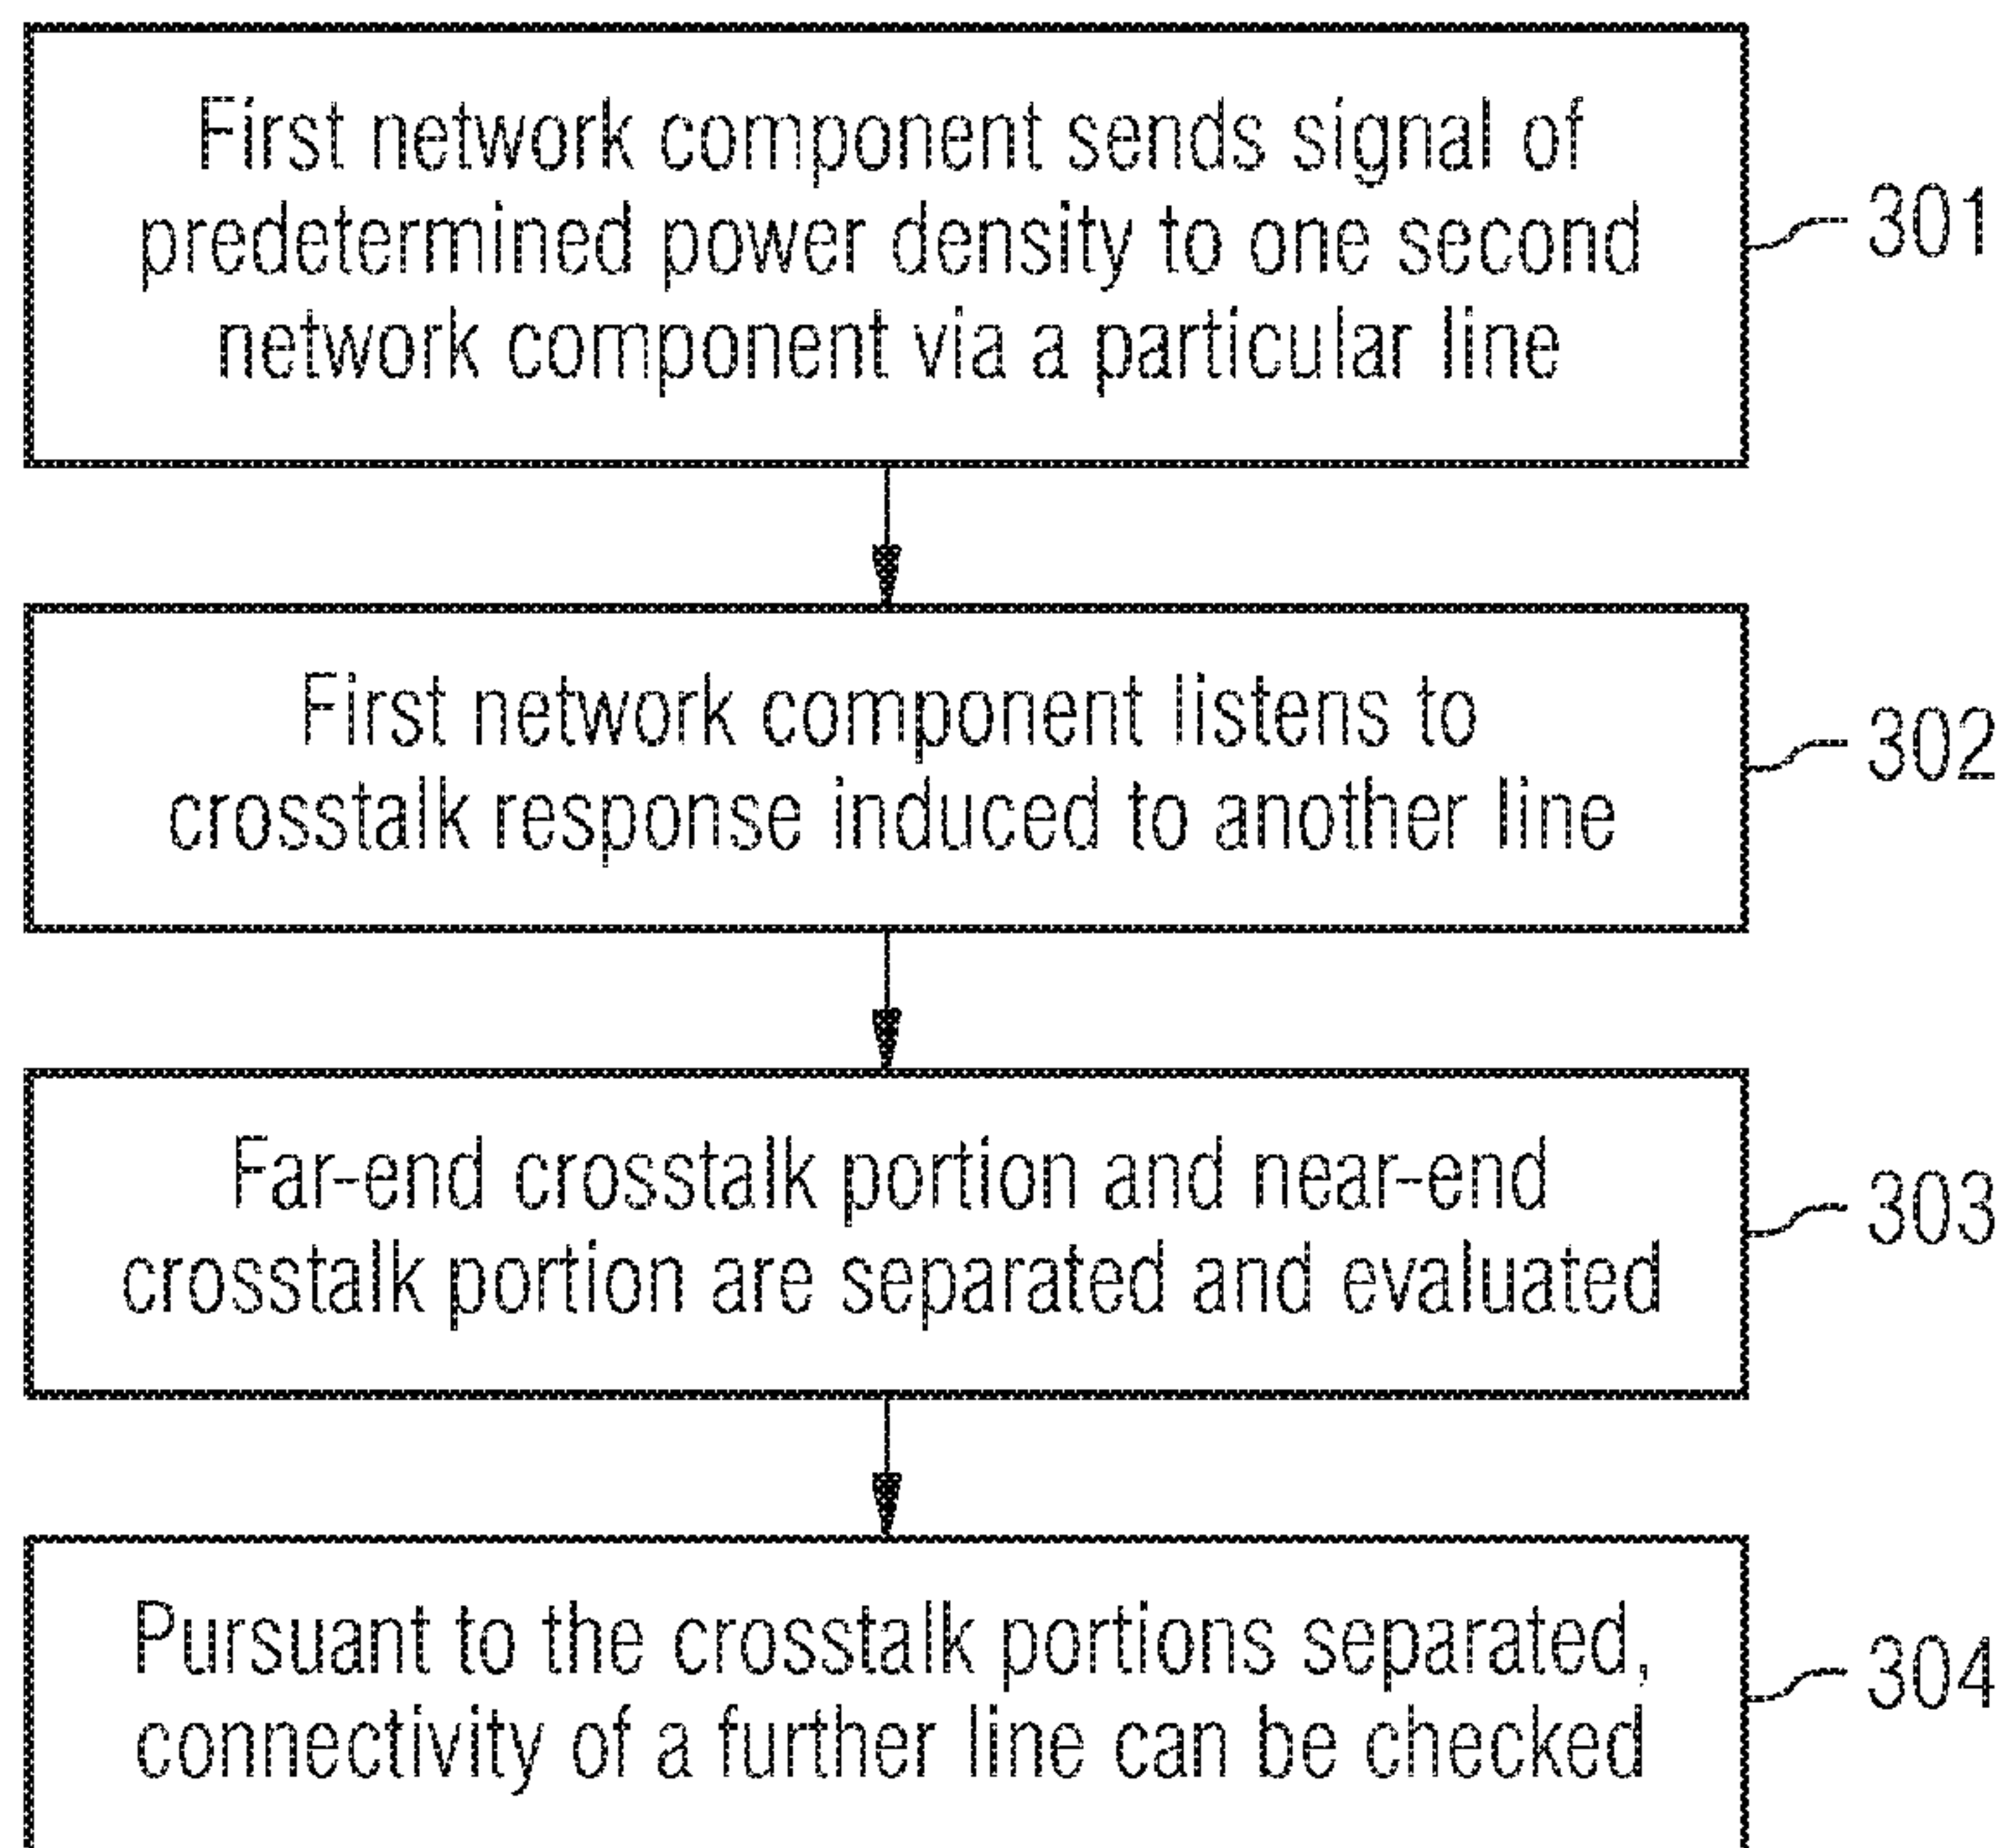 First network component sends signal of
predetermined power density to one second
network component via a particular line
301
First network component listens to
crosstalk response induced to another line
302
Far-end crosstalk portion and near-end
crosstalk portion are separated and evaluated
303
Pursuant to the crosstalk portions separated,
connectivity of a further line can be checked
304